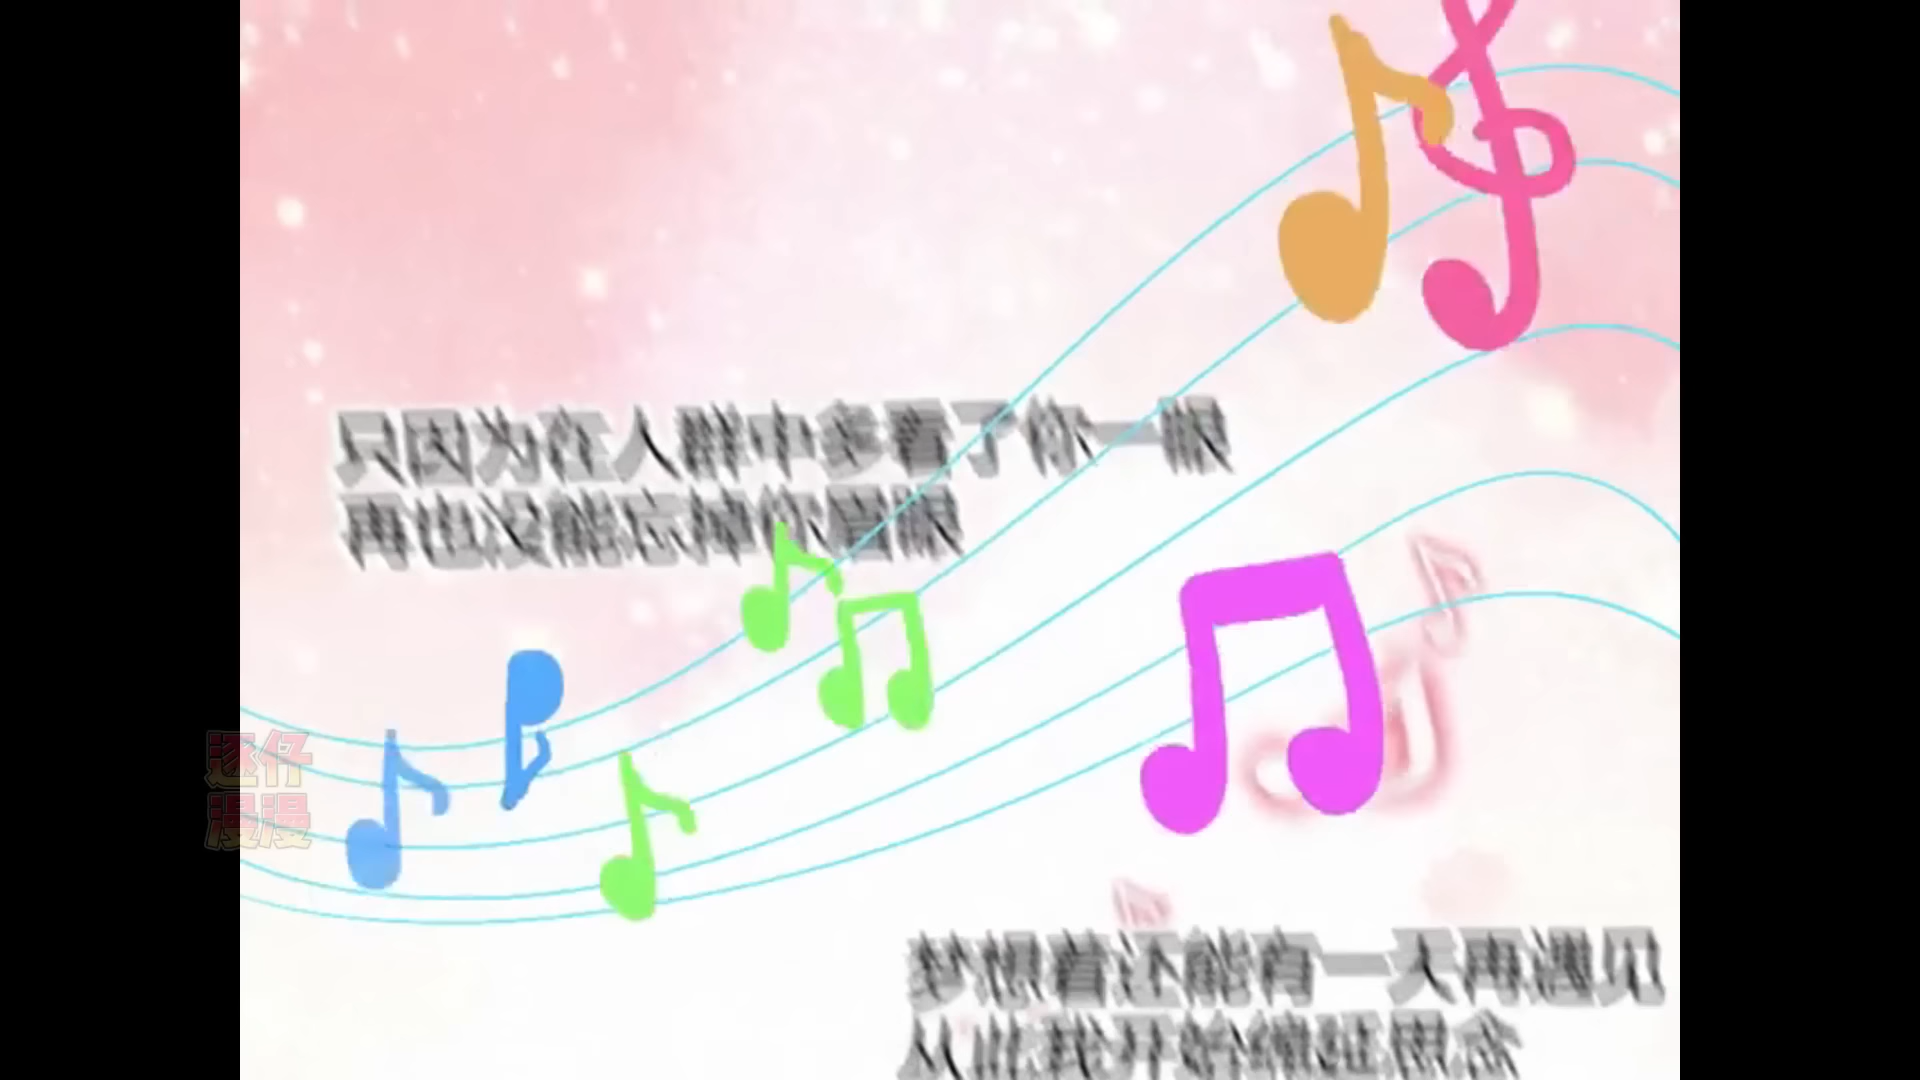 只因为在人群中多看了你一眼
再也没能忘掉你容颜
逐仔
漫漫
梦想着还能有一天再遇见
从此我开始绵延思念